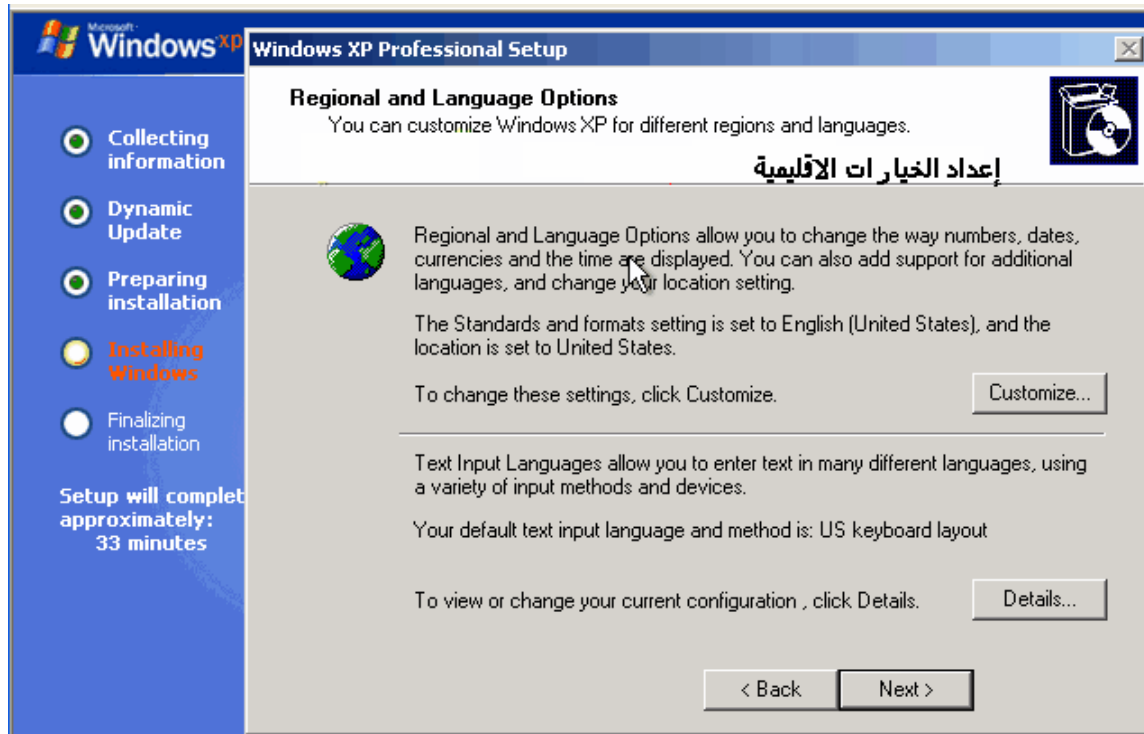 Microsoft
Windows xp
Windows XP Professional Setup
Regional and Language Options
You can customize Windows XP for different regions and languages.
إعداد الخيار ات الاقليمية
Collecting
information
Dynamic
Update
Preparing
installation
Installing
Windows
Finalizing
installation
Setup will complet
approximately:
33 minutes
Regional and Language Options allow you to change the way numbers, dates,
currencies and the time are displayed. You can also add support for additional
languages, and change your location setting.
The Standards and formats setting is set to English (United States), and the
location is set to United States.
To change these settings, click Customize.
Customize...
Text Input Languages allow you to enter text in many different languages, using
a variety of input methods and devices.
Your default text input language and method is: US keyboard layout
To view or change your current configuration , click Details.
Details...
< Back
Next >